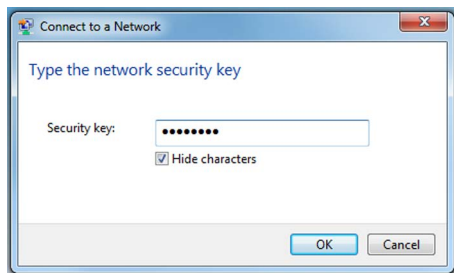 Connect to a Network
Type the network security key
Security key: ••••••••
Hide characters
OK Cancel